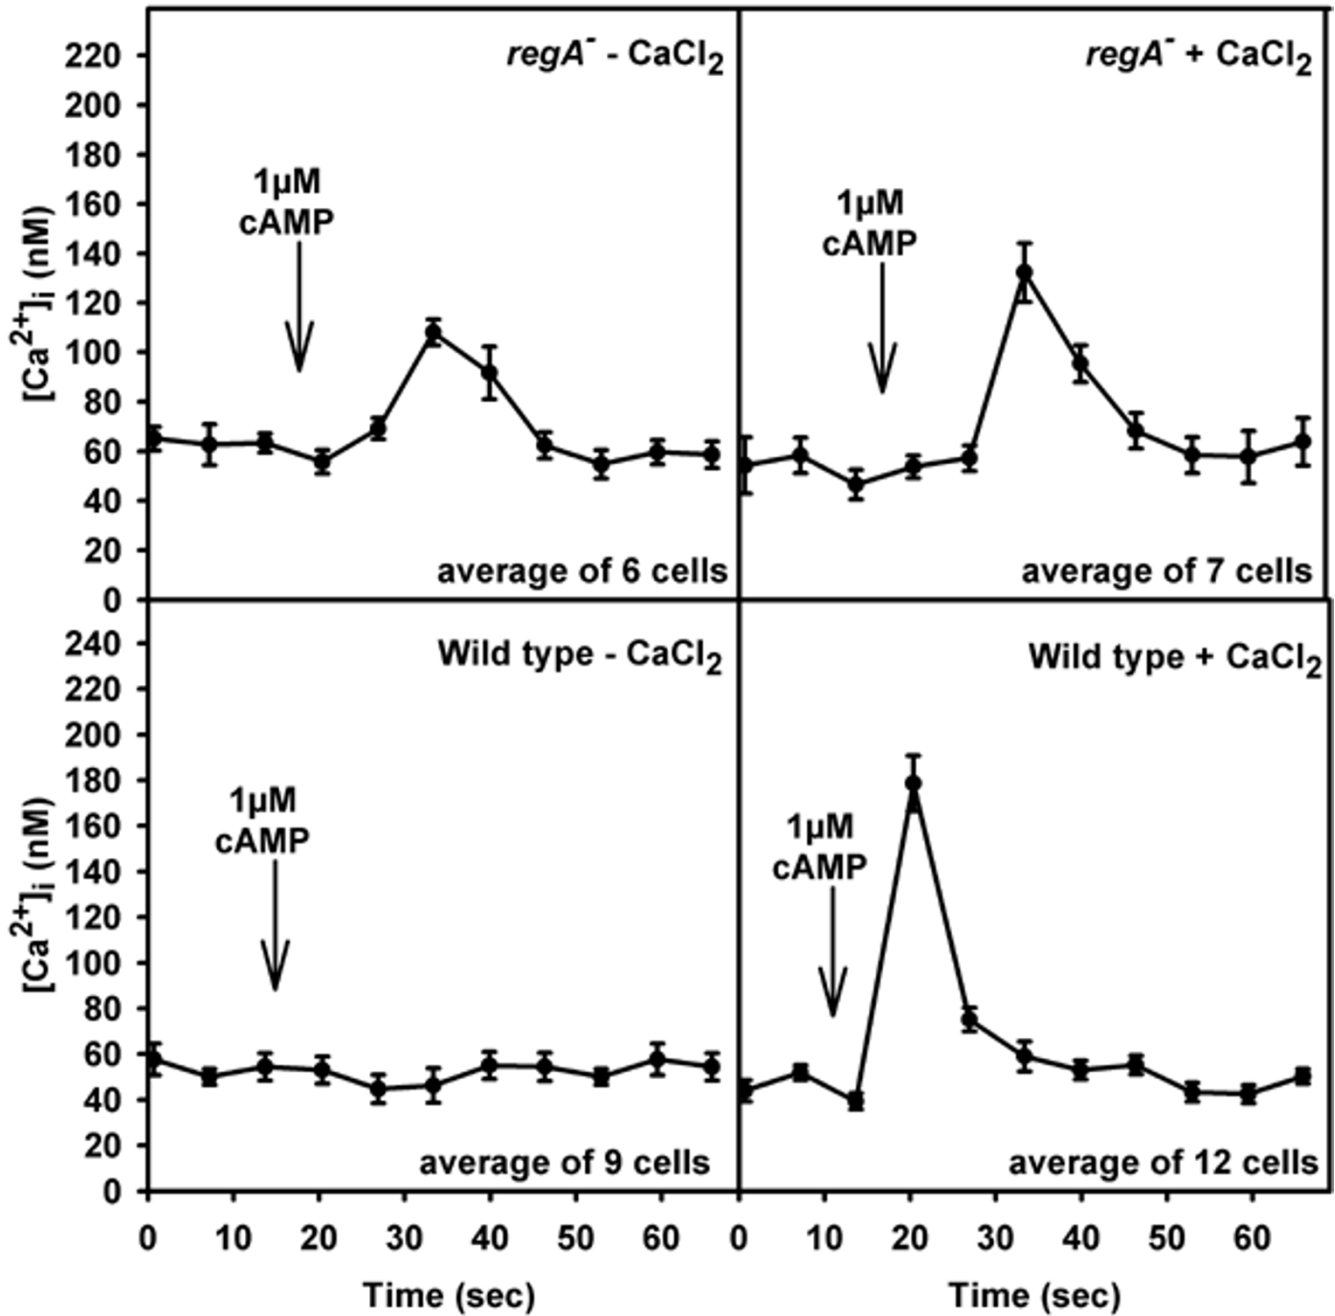 regA⁻ - CaCl₂
regA⁻ + CaCl₂
220
200
180
160
140
120
100
80
60
40
20
0
[Ca²⁺]ᵢ (nM)
1µM
cAMP
1µM
cAMP
average of 6 cells
average of 7 cells
Wild type - CaCl₂
Wild type + CaCl₂
240
220
200
180
160
140
120
100
80
60
40
20
0
[Ca²⁺]ᵢ (nM)
1µM
cAMP
1µM
cAMP
average of 9 cells
average of 12 cells
0 10 20 30 40 50 60
0 10 20 30 40 50 60
Time (sec)
Time (sec)